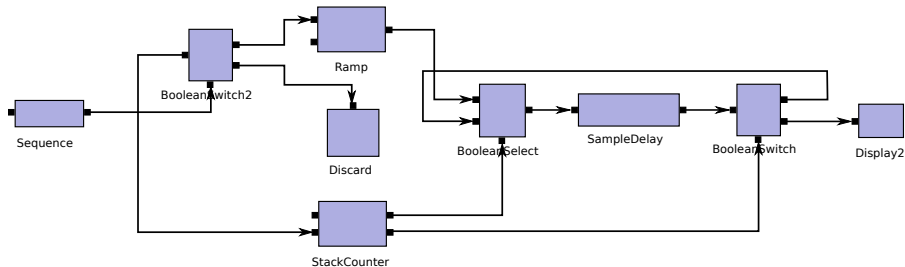 Ramp
BooleanSwitch2
Sequence
SampleDelay
BooleanSelect
BooleanSwitch
Display2
Discard
StackCounter